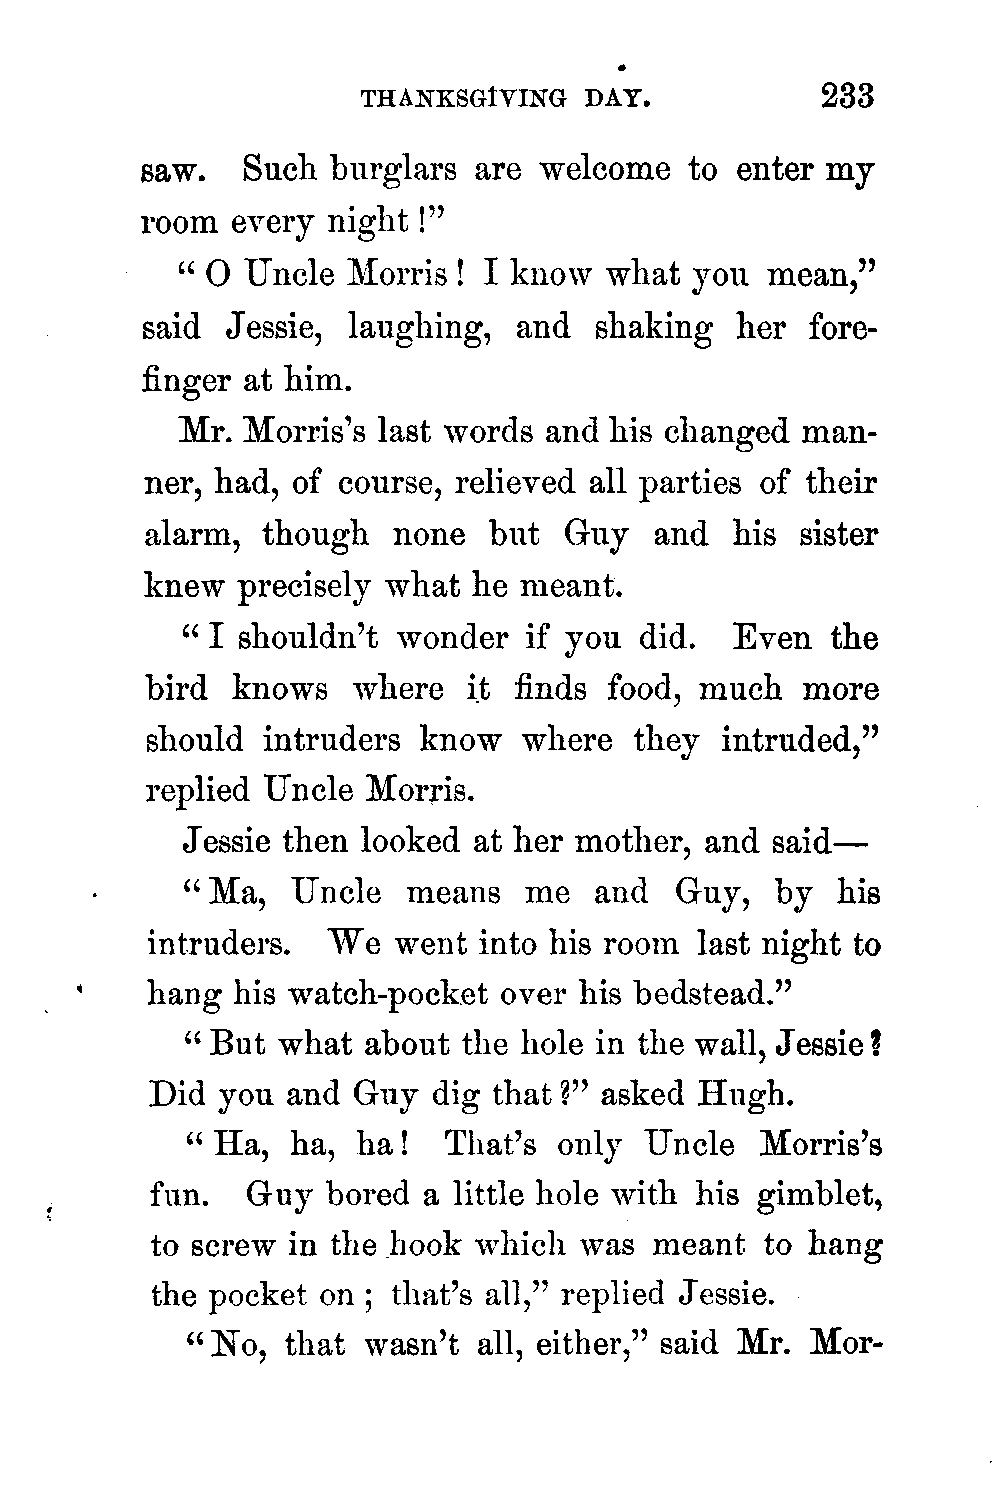 THANKSGIVING DAY. 233
saw. Such burglars are welcome to enter my
room every night!"
"O Uncle Morris! I know what you mean,"
said Jessie, laughing, and shaking her fore-
finger at him.
Mr. Morris's last words and his changed man-
ner, had, of course, relieved all parties of their
alarm, though none but Guy and his sister
knew precisely what he meant.
"I shouldn't wonder if you did. Even the
bird knows where it finds food, much more
should intruders know where they intruded,"
replied Uncle Morris.
Jessie then looked at her mother, and said—
"Ma, Uncle means me and Guy, by his
intruders. We went into his room last night to
hang his watch-pocket over his bedstead."
"But what about the hole in the wall, Jessie?
Did you and Guy dig that?" asked Hugh.
"Ha, ha, ha! That's only Uncle Morris's
fun. Guy bored a little hole with his gimblet,
to screw in the hook which was meant to hang
the pocket on; that's all," replied Jessie.
"No, that wasn't all, either," said Mr. Mor-